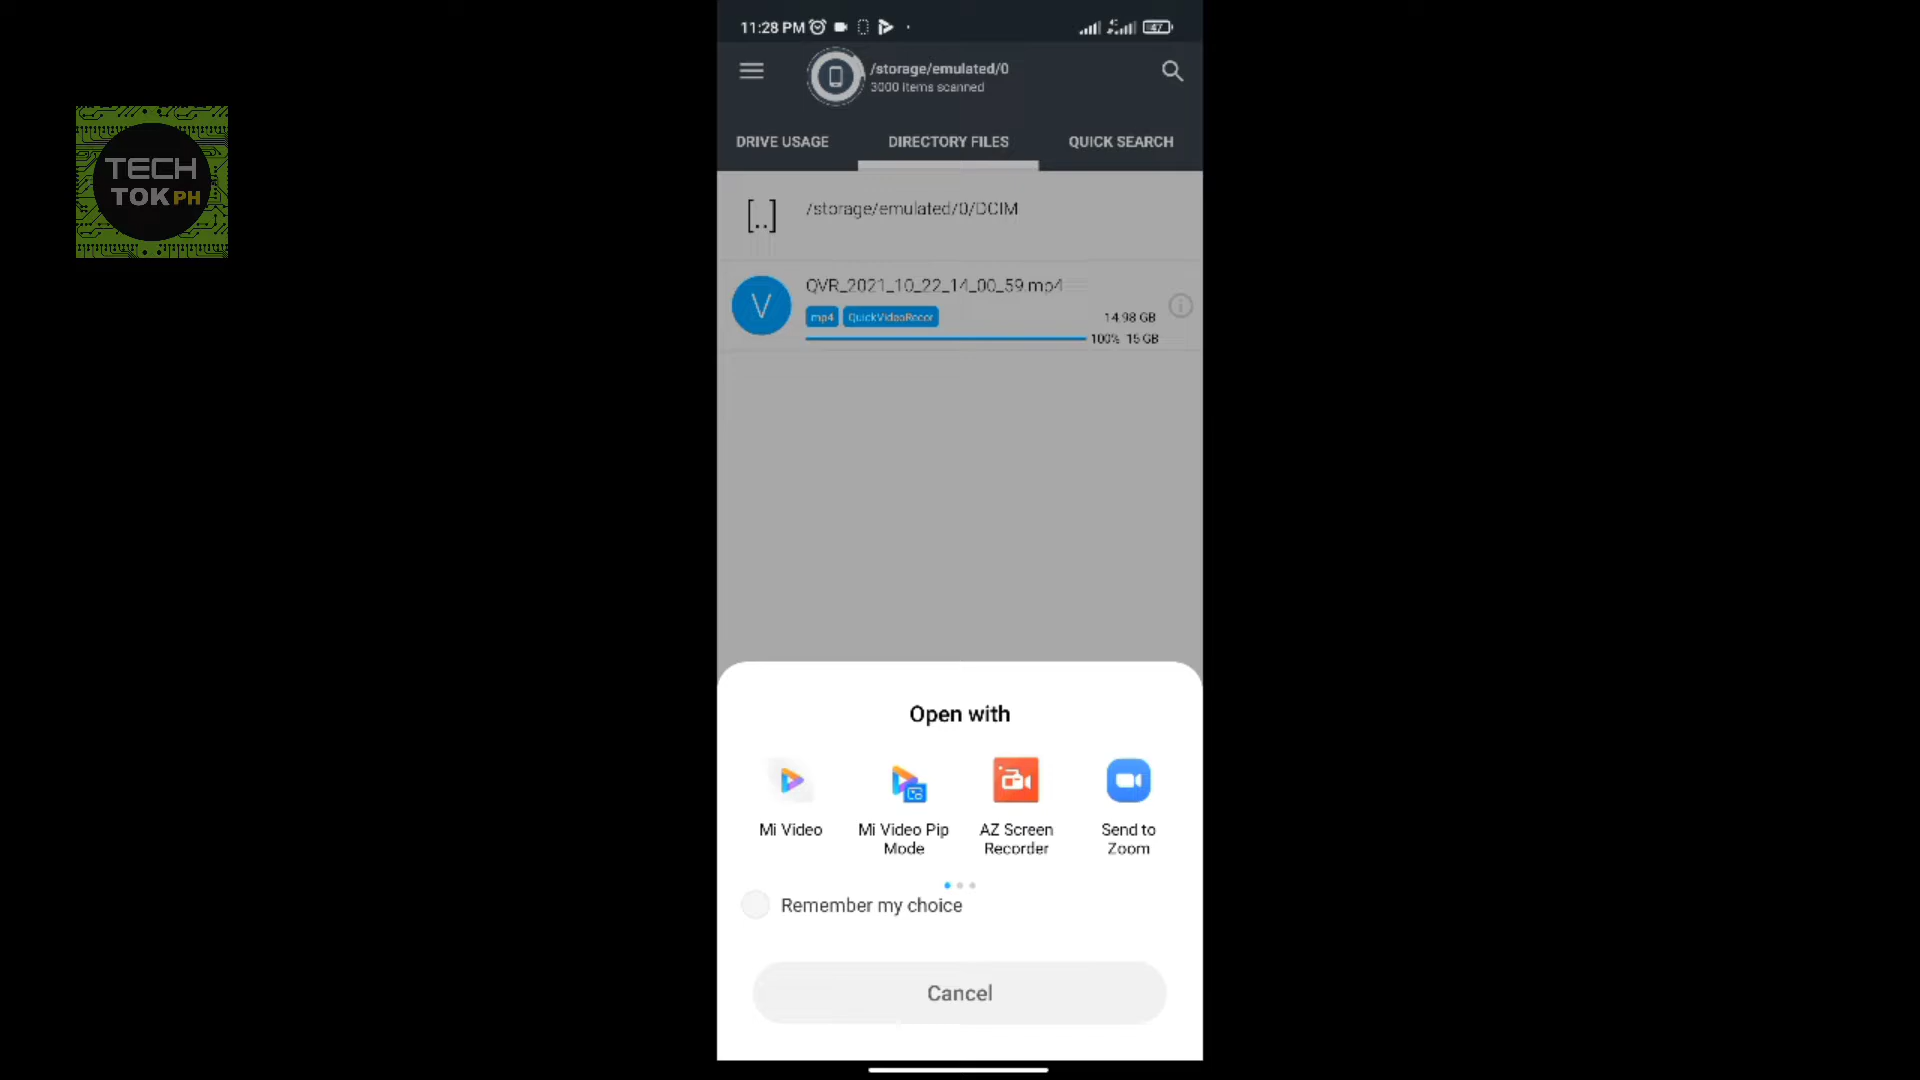 11:28 PM
47
TECH
TOK PH
/storage/emulated/0
3000 items scanned
DRIVE USAGE
DIRECTORY FILES
QUICK SEARCH
[..]
/storage/emulated/0/DCIM
V
QVR_2021_10_22_14_00_59.mp4
mp4
QuickVideoRecor
14.98 GB
100% 15 GB
Open with
Mi Video
Mi Video Pip
Mode
AZ Screen
Recorder
Send to
Zoom
Remember my choice
Cancel